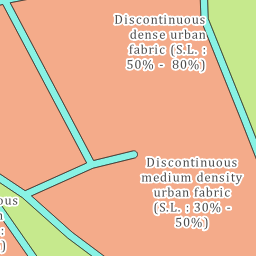 Discontinuous
dense urban
fabric (S.L. :
50% - 80%)
Discontinuous
medium density
urban fabric
(S.L. : 30% -
50%)